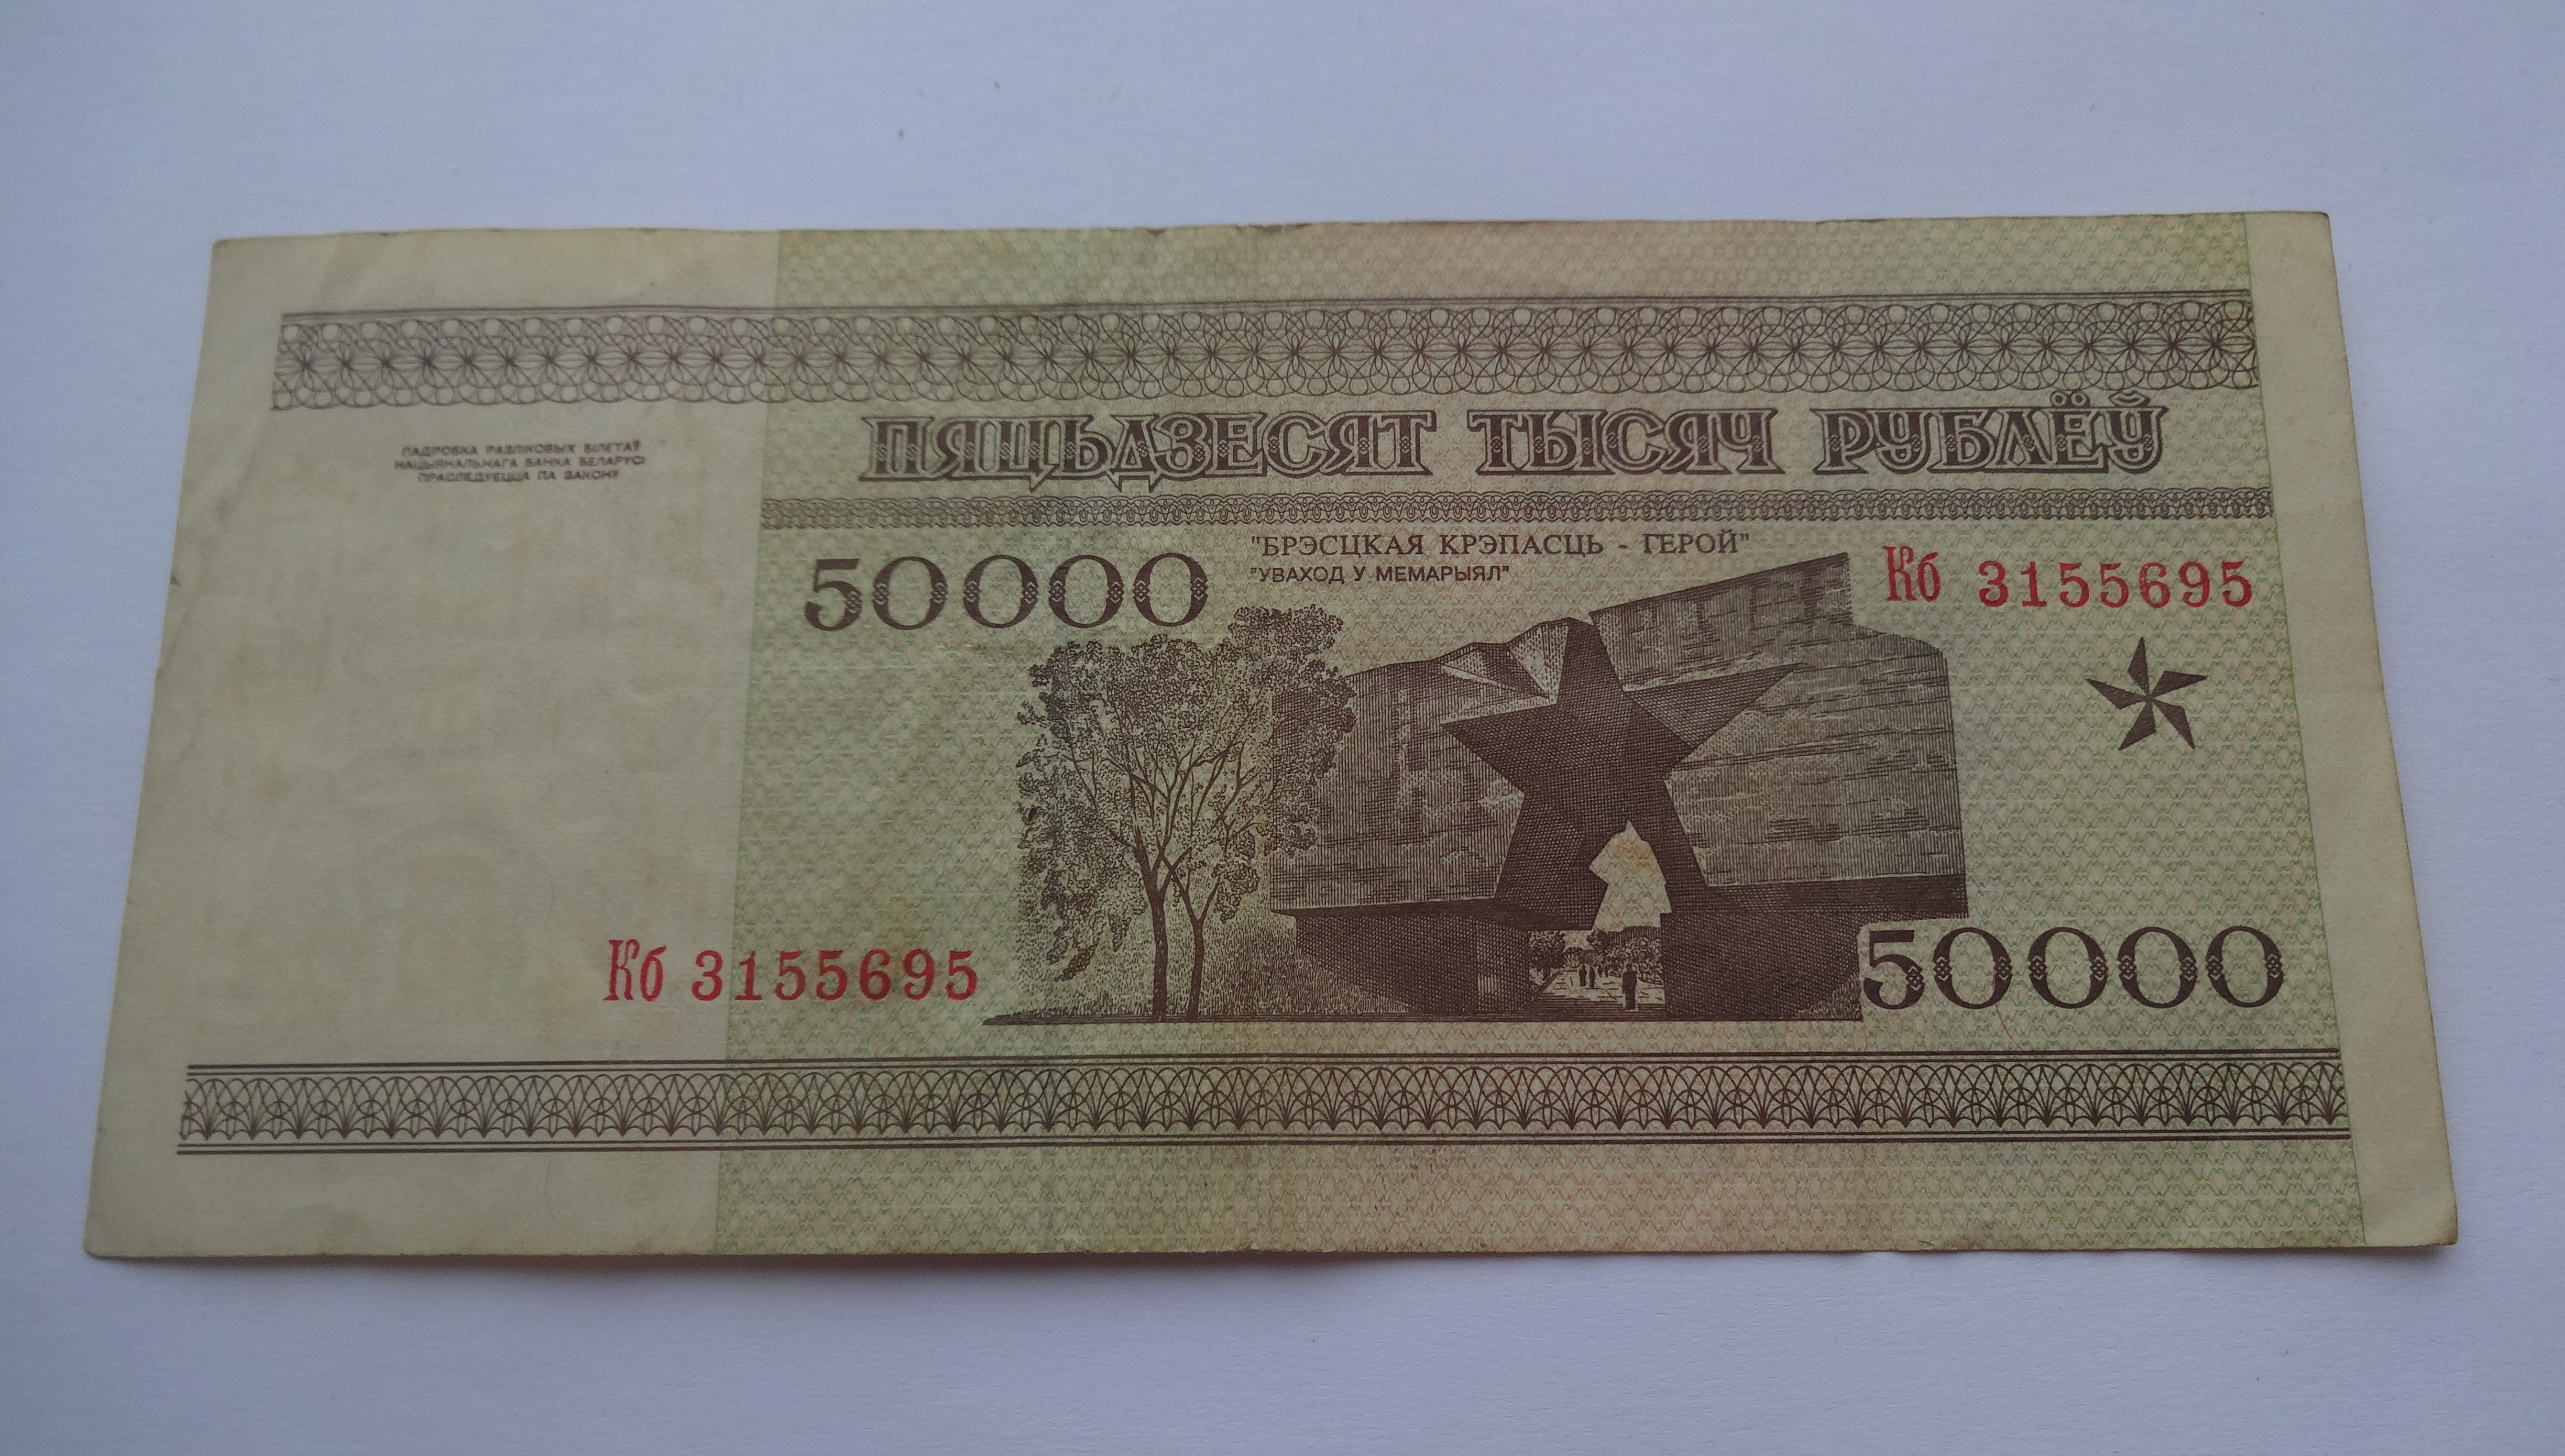 ПЯЦЬДЗЕСЯТ ТЫСЯЧ РУБЛЁЎ
ПАДРОБКА РАЗЛІКОВЫХ БІЛЕТАЎ
НАЦЫЯНАЛЬНАГА БАНКА БЕЛАРУСІ
ПРАСЛЕДУЕЦЦА ПА ЗАКОНУ
50000
"БРЭСЦКАЯ КРЭПАСЦЬ - ГЕРОЙ"
"УВАХОД У МЕМАРЫЯЛ"
Кб 3155695
Кб 3155695
50000